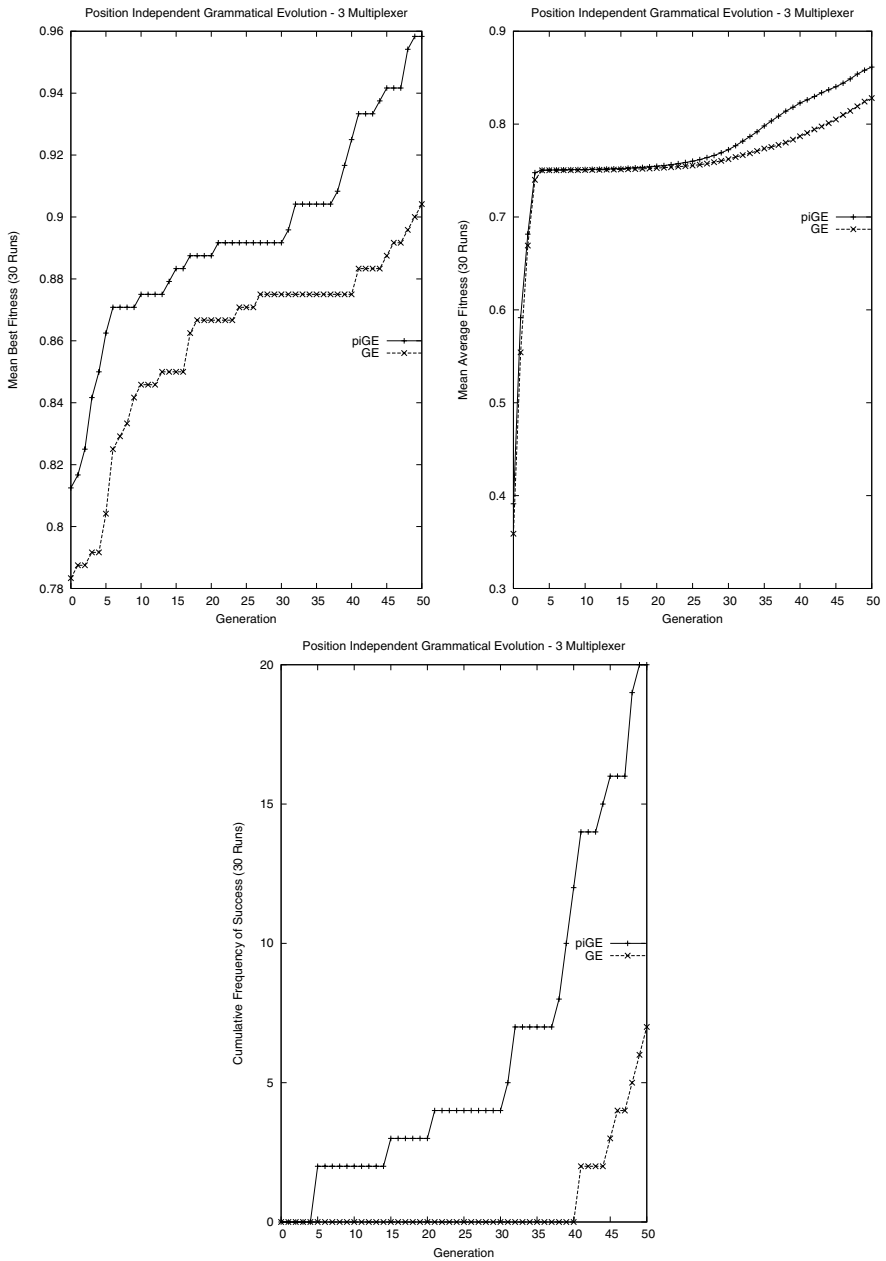 Position Independent Grammatical Evolution - 3 Multiplexer
Mean Best Fitness (30 Runs)
0.96
0.94
0.92
0.9
0.88
0.86
0.84
0.82
0.8
0.78
piGE
GE
0 5 10 15 20 25 30 35 40 45 50
Generation
Position Independent Grammatical Evolution - 3 Multiplexer
Mean Average Fitness (30 Runs)
0.9
0.8
0.7
0.6
0.5
0.4
0.3
piGE
GE
0 5 10 15 20 25 30 35 40 45 50
Generation
Position Independent Grammatical Evolution - 3 Multiplexer
Cumulative Frequency of Success (30 Runs)
20
15
10
5
0
piGE
GE
0 5 10 15 20 25 30 35 40 45 50
Generation